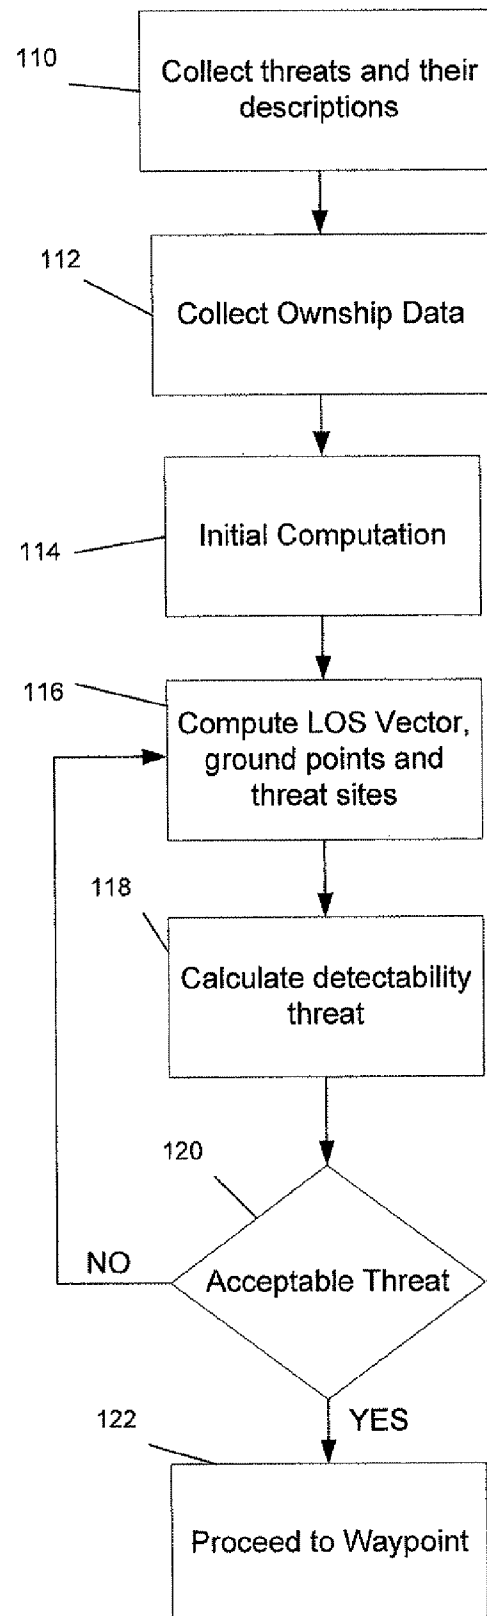 110
Collect threats and their
descriptions
112
Collect Ownship Data
114
Initial Computation
116
Compute LOS Vector,
ground points and
threat sites
118
Calculate detectability
threat
120
NO
Acceptable Threat
YES
122
Proceed to Waypoint